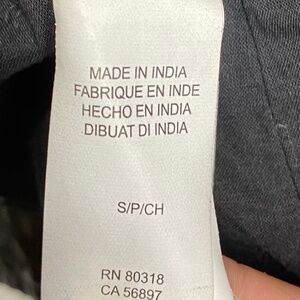 MADE IN INDIA
FABRIQUE EN INDE
HECHO EN INDIA
DIBUAT DI INDIA
S/P/CH
RN 80318
CA 56897